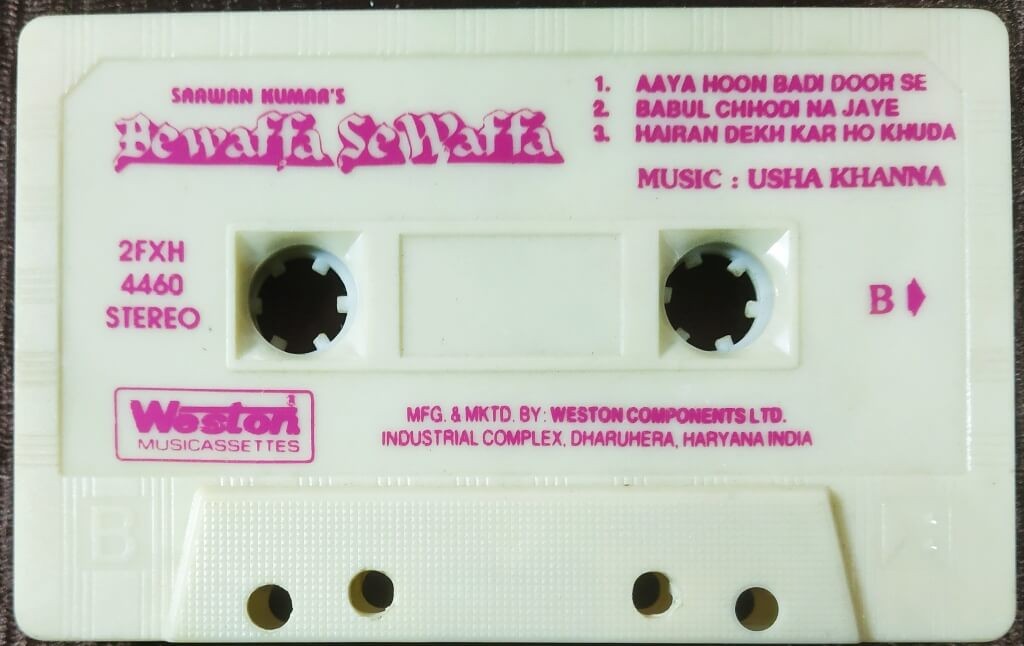 SAAWAN KUMAR'S
Bewaffa Se Waffa
1. AAYA HOON BADI DOOR SE
2. BABUL CHHODI NA JAYE
3. HAIRAN DEKH KAR HO KHUDA
MUSIC : USHA KHANNA
2FXH
4460
STEREO
B
Weston
MUSICASSETTES
MFG. & MKTD. BY: WESTON COMPONENTS LTD.
INDUSTRIAL COMPLEX, DHARUHERA, HARYANA INDIA
B